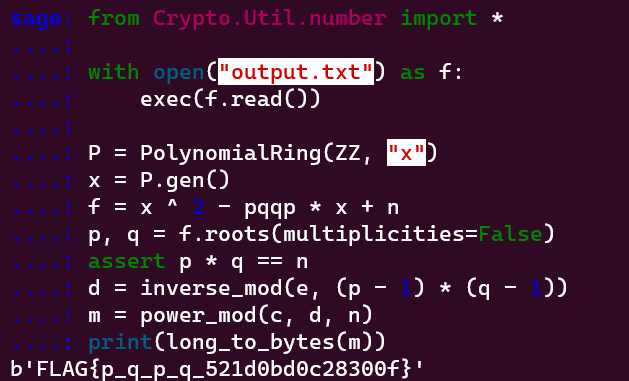 sage: from Crypto.Util.number import *
....:
....: with open("output.txt") as f:
....:     exec(f.read())
....:
....: P = PolynomialRing(ZZ, "x")
....: x = P.gen()
....: f = x ^ 2 - pqqp * x + n
....: p, q = f.roots(multiplicities=False)
....: assert p * q == n
....: d = inverse_mod(e, (p - 1) * (q - 1))
....: m = power_mod(c, d, n)
....: print(long_to_bytes(m))
b'FLAG{p_q_p_q_521d0bd0c28300f}'